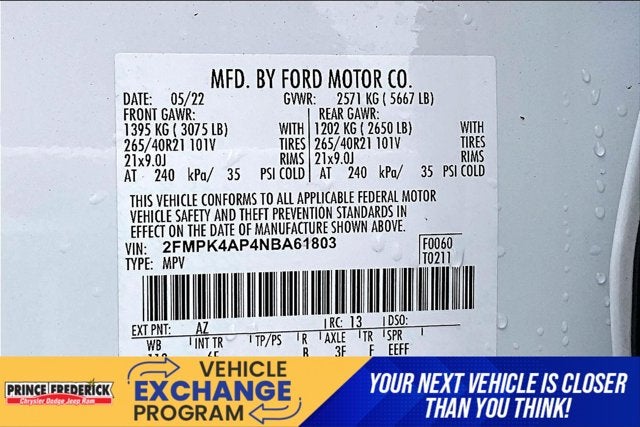 MFD. BY FORD MOTOR CO.
DATE: 05/22 GVWR: 2571 KG ( 5667 LB)
FRONT GAWR: REAR GAWR:
1395 KG ( 3075 LB) WITH 1202 KG ( 2650 LB) WITH
265/40R21 101V TIRES 265/40R21 101V TIRES
21x9.0J RIMS 21x9.0J RIMS
AT 240 kPa/ 35 PSI COLD AT 240 kPa/ 35 PSI COLD
THIS VEHICLE CONFORMS TO ALL APPLICABLE FEDERAL MOTOR
VEHICLE SAFETY AND THEFT PREVENTION STANDARDS IN
EFFECT ON THE DATE OF MANUFACTURE SHOWN ABOVE.
VIN: 2FMPK4AP4NBA61803 F0060
TYPE: MPV T0211
EXT PNT: AZ RC: 13 DSO:
WB INT TR TP/PS R AXLE TR SPR
B 3F F EEFF
PRINCE FREDERICK
Chrysler Dodge Jeep Ram
VEHICLE
EXCHANGE
PROGRAM
YOUR NEXT VEHICLE IS CLOSER
THAN YOU THINK!